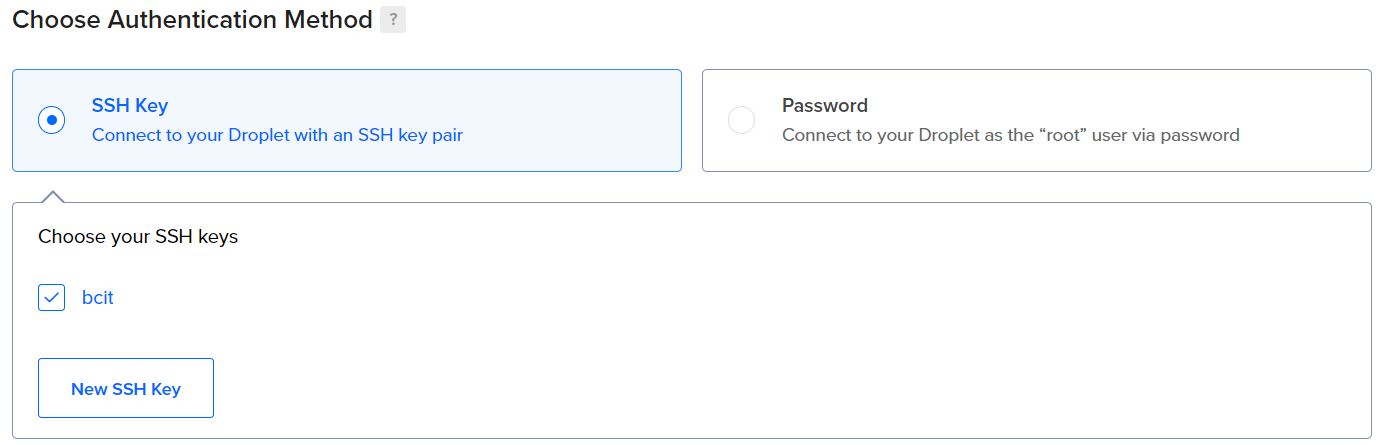 Choose Authentication Method ?
SSH Key
Connect to your Droplet with an SSH key pair
Password
Connect to your Droplet as the “root” user via password
Choose your SSH keys
bcit
New SSH Key